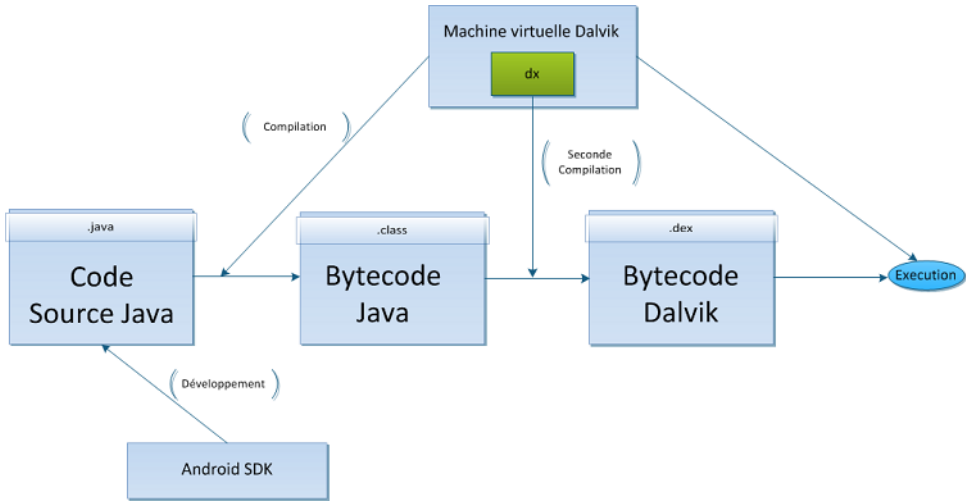 Machine virtuelle Dalvik
dx
Compilation
Seconde
Compilation
.java
Code
Source Java
.class
Bytecode
Java
.dex
Bytecode
Dalvik
Execution
Développement
Android SDK